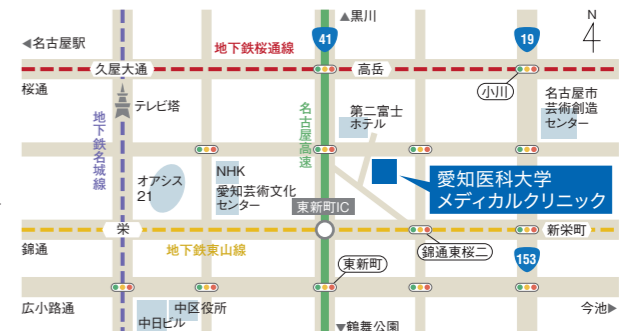 ▲黒川
N
◀名古屋駅
41
19
地下鉄桜通線
久屋大通
高岳
桜通
小川
テレビ塔
第二富士
ホテル
名古屋市
芸術創造
センター
地下鉄名城線
名古屋高速
NHK
愛知芸術文化
センター
オアシス
21
愛知医科大学
メディカルクリニック
東新町IC
栄
新栄町
錦通
地下鉄東山線
錦通東桜二
東新町
153
広小路通
中区役所
今池▶
中日ビル
▼鶴舞公園